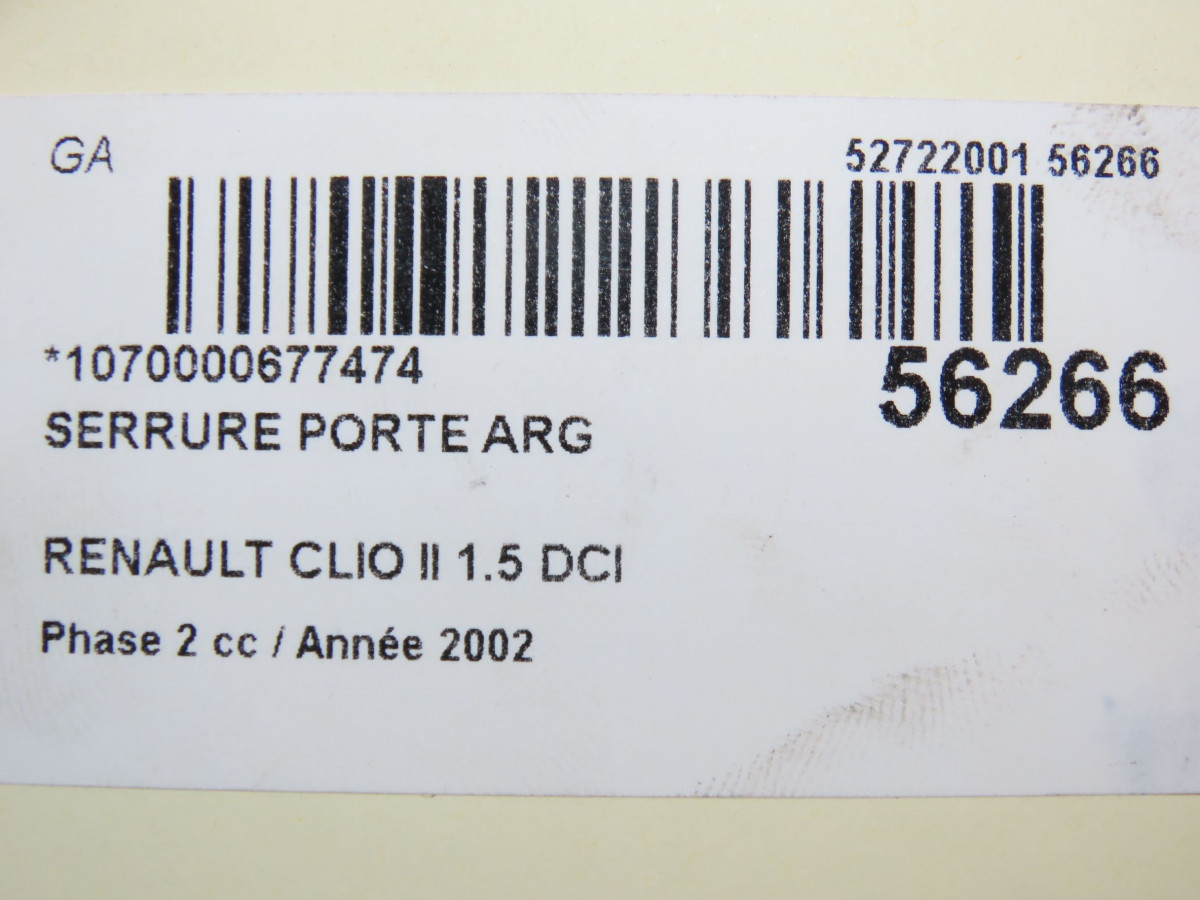 GA
52722001 56266
*1070000677474
56266
SERRURE PORTE ARG
RENAULT CLIO II 1.5 DCI
Phase 2 cc / Année 2002